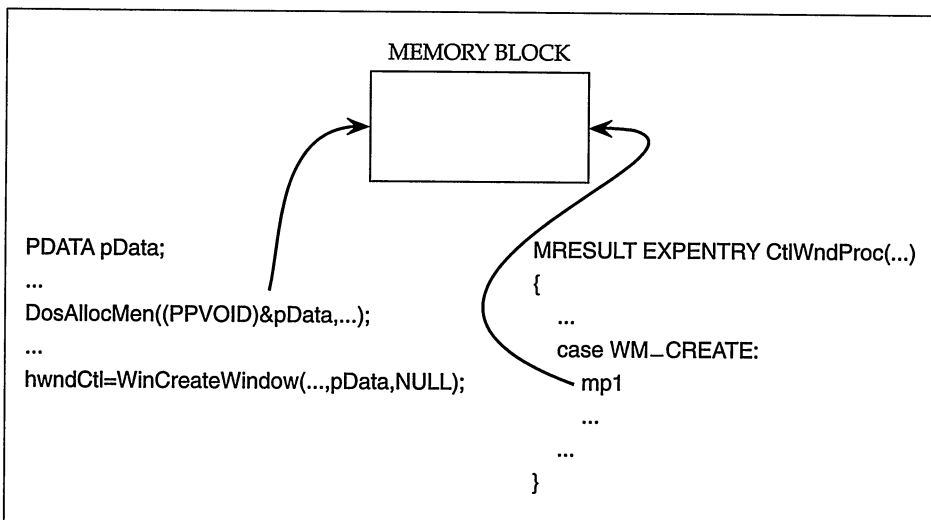 MEMORY BLOCK
PDATA pData;
...
DosAllocMen((PPVOID)&pData,...);
...
hwndCtl=WinCreateWindow(...,pData,NULL);
MRESULT EXPENTRY CtlWndProc(...)
{
...
case WM_CREATE:
mp1
...
...
}